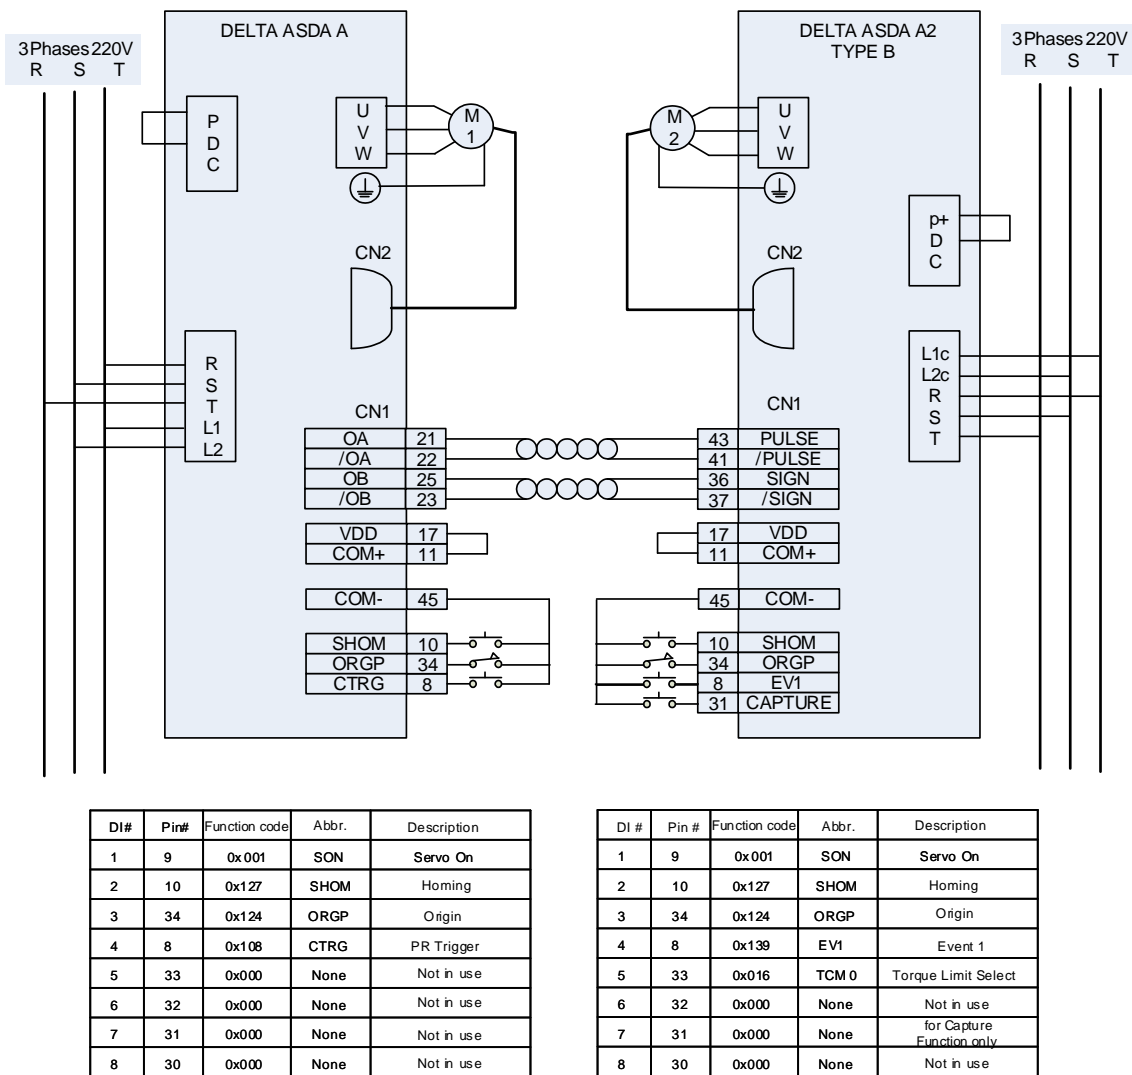 3 Phases 220V
R S T
DELTA ASDA A
P
D
C
U
V
W
M
1
CN2
R
S
T
L1
L2
CN1
OA 21
/OA 22
OB 25
/OB 23
VDD 17
COM+ 11
COM- 45
SHOM 10
ORGP 34
CTRG 8
DELTA ASDA A2
TYPE B
3 Phases 220V
R S T
M
2
U
V
W
p+
D
C
CN2
L1c
L2c
R
S
T
CN1
43 PULSE
41 /PULSE
36 SIGN
37 /SIGN
17 VDD
11 COM+
45 COM-
10 SHOM
34 ORGP
8 EV1
31 CAPTURE
DI# Pin# Function code Abbr. Description
1 9 0x001 SON Servo On
2 10 0x127 SHOM Homing
3 34 0x124 ORGP Origin
4 8 0x108 CTRG PR Trigger
5 33 0x000 None Not in use
6 32 0x000 None Not in use
7 31 0x000 None Not in use
8 30 0x000 None Not in use
DI # Pin # Function code Abbr. Description
1 9 0x001 SON Servo On
2 10 0x127 SHOM Homing
3 34 0x124 ORGP Origin
4 8 0x139 EV1 Event 1
5 33 0x016 TCM0 Torque Limit Select
6 32 0x000 None Not in use
7 31 0x000 None for Capture
Function only
8 30 0x000 None Not in use